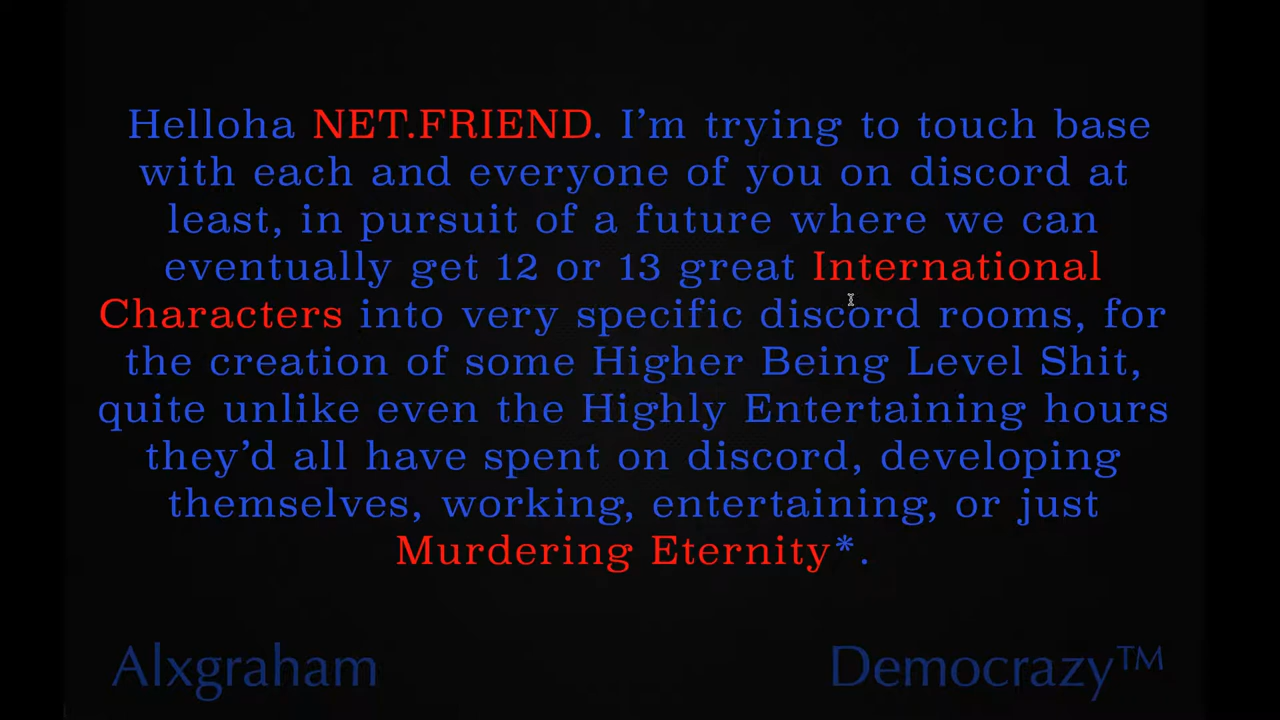 Helloha NET.FRIEND. I'm trying to touch base
with each and everyone of you on discord at
least, in pursuit of a future where we can
eventually get 12 or 13 great International
Characters into very specific discord rooms, for
the creation of some Higher Being Level Shit,
quite unlike even the Highly Entertaining hours
they'd all have spent on discord, developing
themselves, working, entertaining, or just
Murdering Eternity*.
Alxgraham
Democrazy™